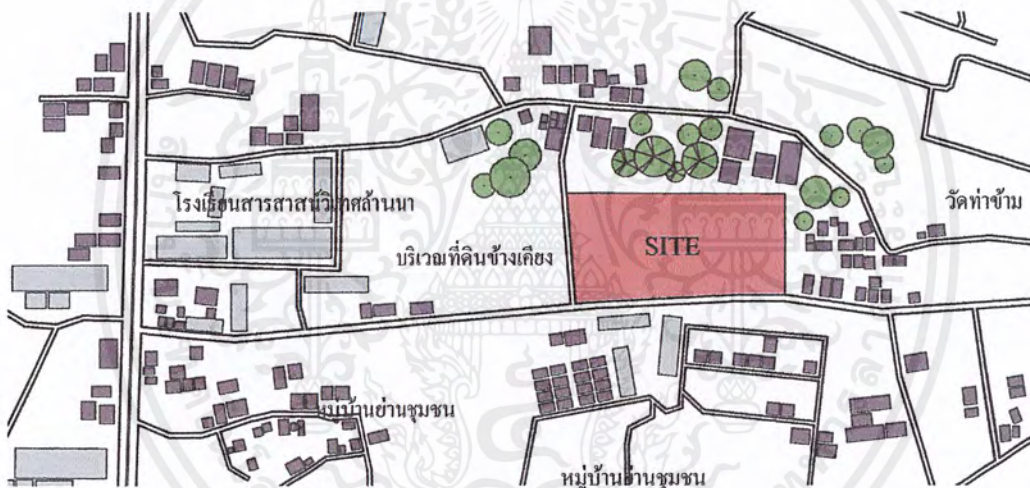 โรงเรียนสารสาสน์วิเทศล้านนา
วัดท่าข้าม
บริเวณที่ดินข้างเคียง
SITE
หมู่บ้านย่านชุมชน
หมู่บ้านย่านชุมชน